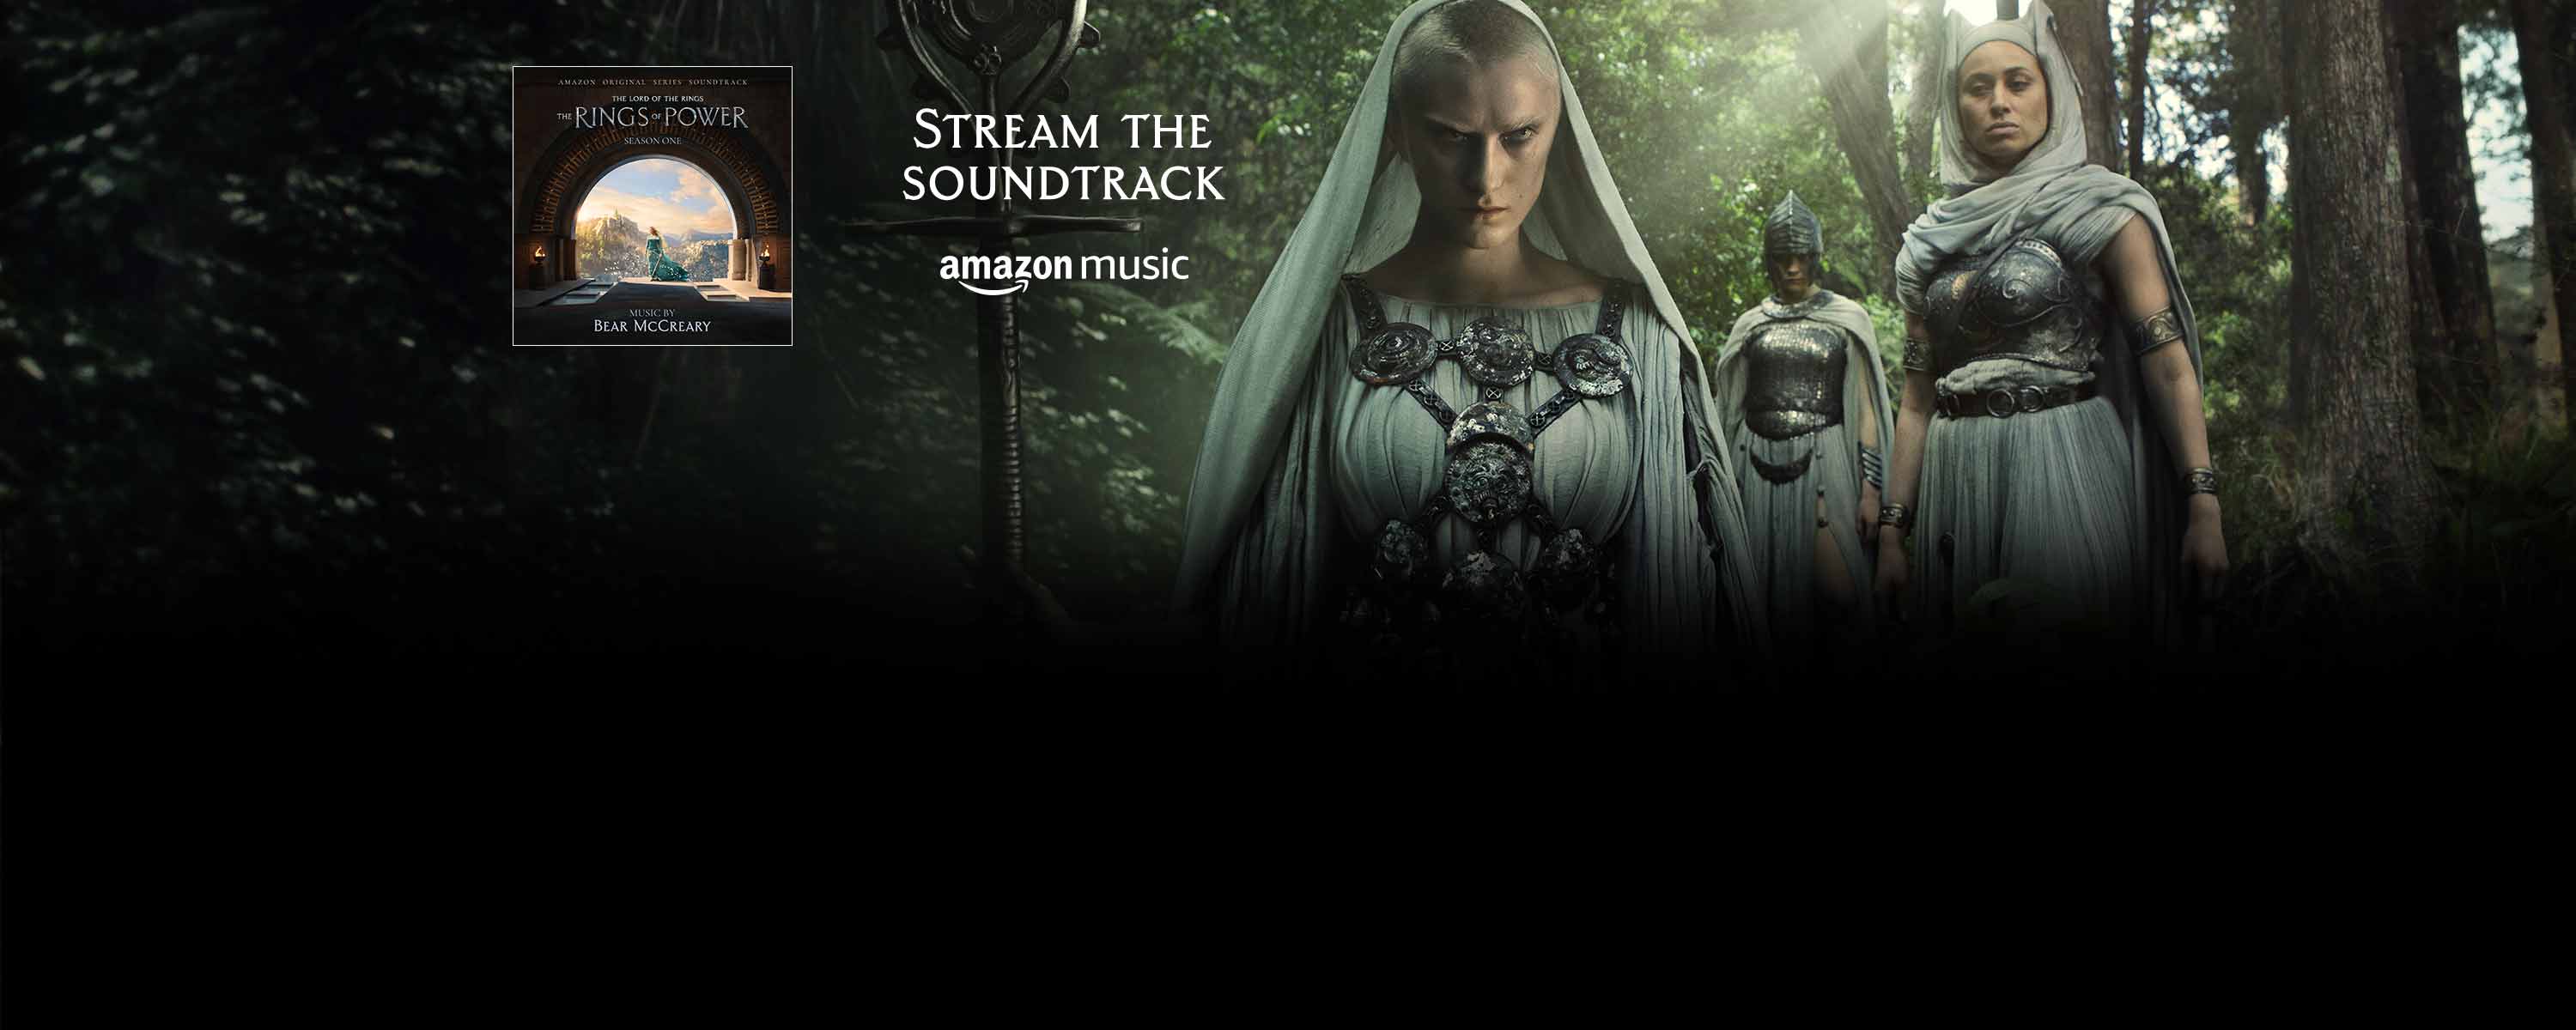 AMAZON ORIGINAL SERIES SOUNDTRACK
THE LORD OF THE RINGS
THE RINGS OF POWER
SEASON ONE
MUSIC BY
BEAR MCCREARY
STREAM THE
SOUNDTRACK
amazon music